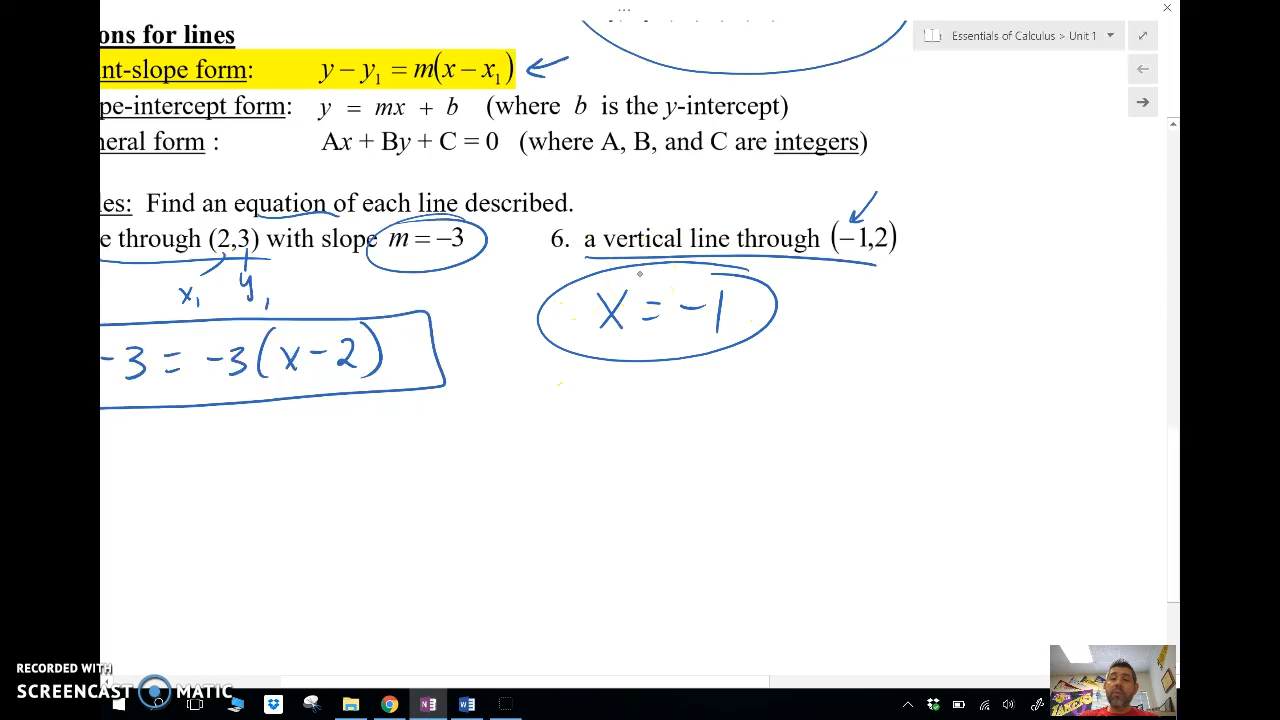 ons for lines
Essentials of Calculus > Unit 1
nt-slope form: y − y₁ = m(x − x₁)
pe-intercept form: y = mx + b (where b is the y-intercept)
neral form : Ax + By + C = 0 (where A, B, and C are integers)
les: Find an equation of each line described.
e through (2,3) with slope m = −3
6. a vertical line through (−1,2)
x₁ y₁
x = -1
-3 = -3(x-2)
RECORDED WITH
SCREENCAST MATIC